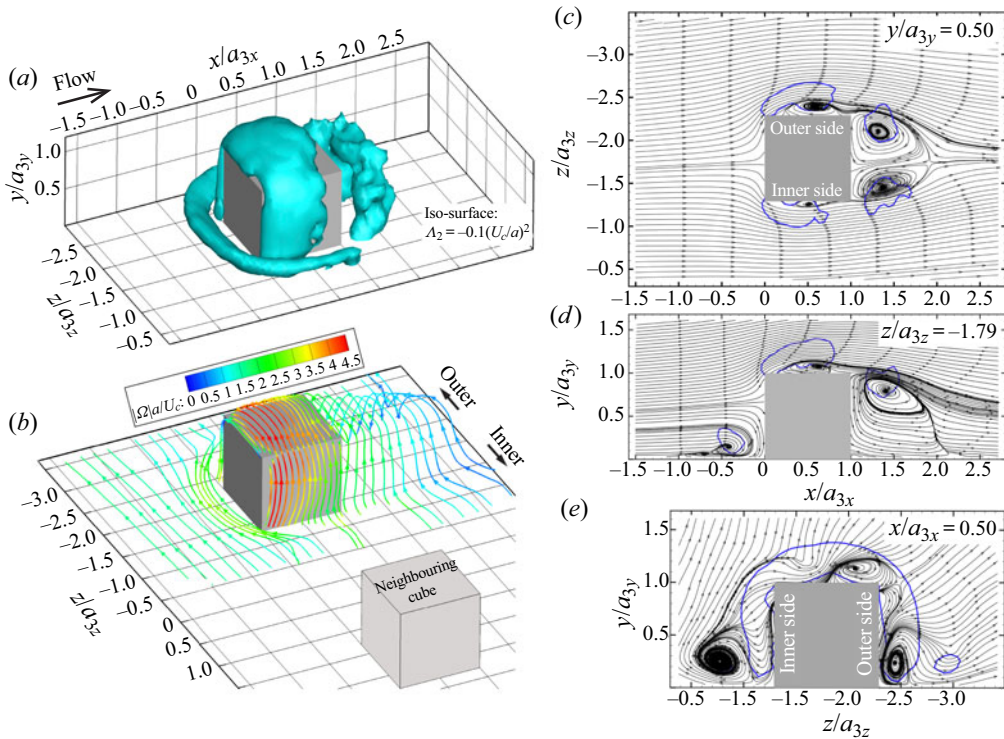 (a)
Flow
x/a3x
−1.5 −1.0 −0.5 0 0.5 1.0 1.5 2.0 2.5
y/a3y
1.0
0.5
Iso-surface:
Λ2 = −0.1(Uc/a)^2
−2.5
−2.0
−1.5
−1.0
−0.5
z/a3z
(b)
Ω|a/Uc: 0 0.5 1 1.5 2 2.5 3 3.5 4 4.5
Outer
Inner
−3.0
−2.5
−2.0
−1.5
−1.0
−0.5
0
0.5
1.0
z/a3z
Neighbouring
cube
(c)
y/a3y = 0.50
z/a3z
−3.5
−3.0
−2.5
−2.0
−1.5
−1.0
−0.5
Outer side
Inner side
−1.5 −1.0 −0.5 0 0.5 1.0 1.5 2.0 2.5
(d)
z/a3z = −1.79
y/a3y
1.5
1.0
0.5
−1.5 −1.0 −0.5 0 0.5 1.0 1.5 2.0 2.5
x/a3x
(e)
x/a3x = 0.50
y/a3y
1.5
1.0
0.5
Inner side
Outer side
−0.5 −1.5 −1.5 −2.0 −2.5 −3.0
z/a3z